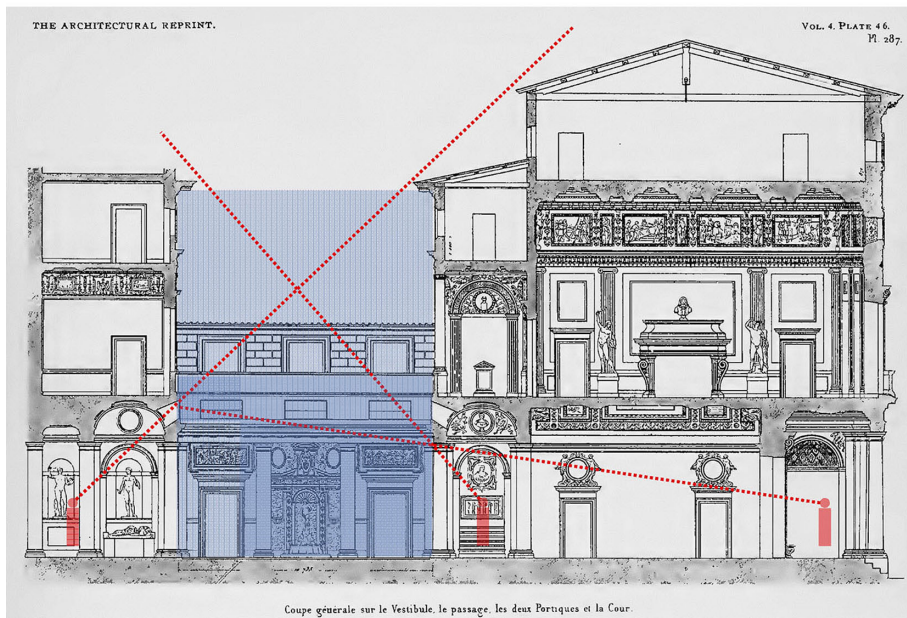 THE ARCHITECTURAL REPRINT.
VOL. 4. PLATE 46.
Pl. 287.
Coupe générale sur le Vestibule, le passage, les deux Portiques et la Cour.